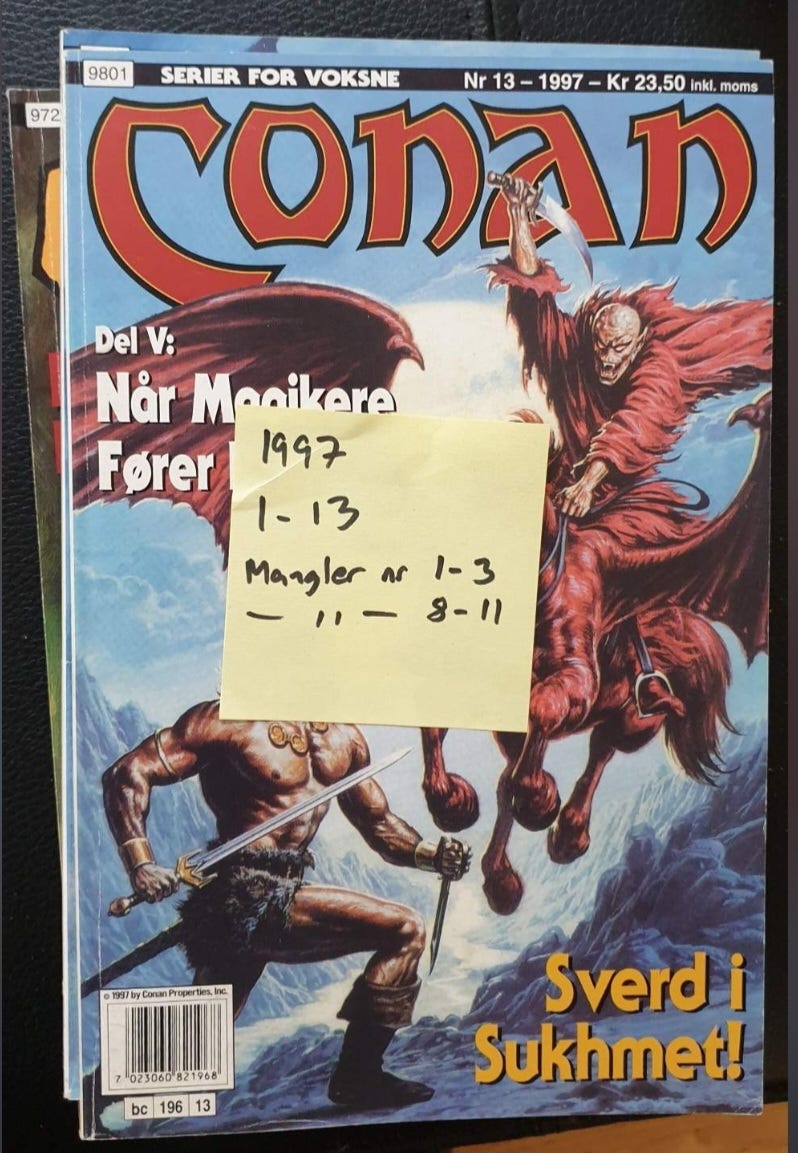 9801 SERIER FOR VOKSNE Nr 13 – 1997 – Kr 23,50 inkl. moms
972
CONAN
Del V:
Når Magikere
Fører
1997
1-13
Mangler nr 1-3
— " — 8-11
Sverd i
Sukhmet!
© 1997 by Conan Properties, Inc.
7 023060 821968
bc 196 13